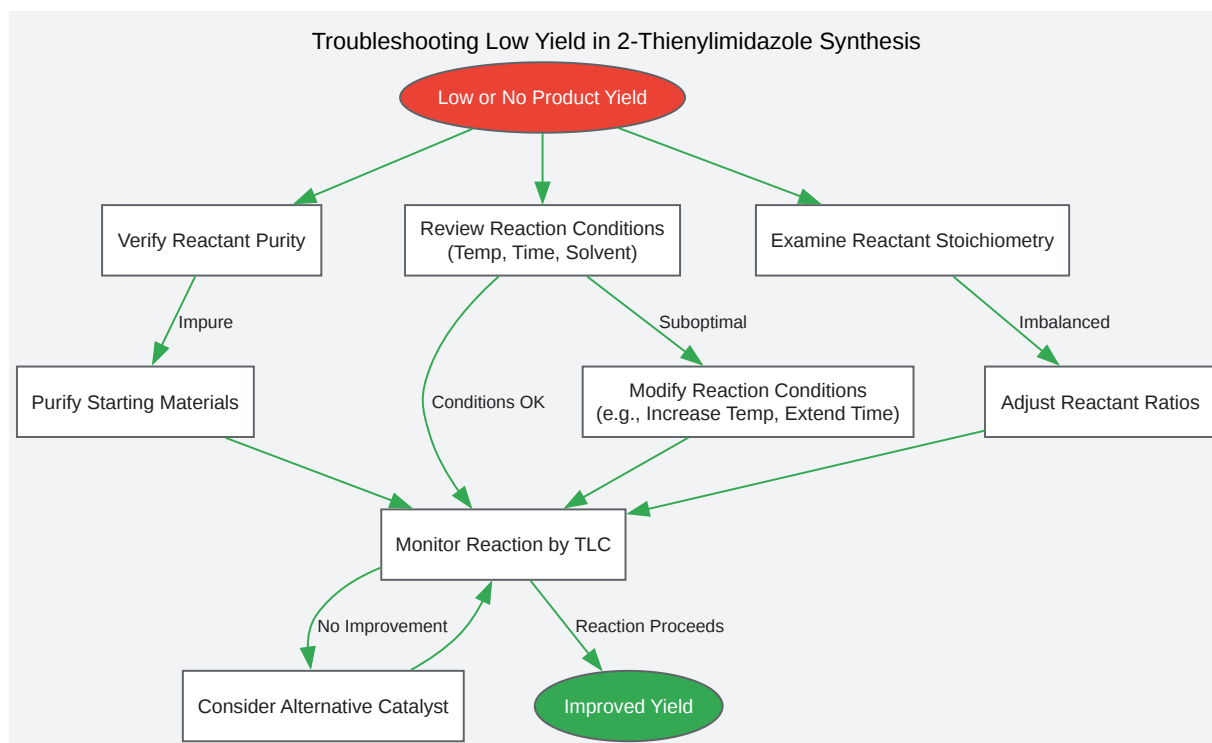 Troubleshooting Low Yield in 2-Thienylimidazole Synthesis
Low or No Product Yield
Verify Reactant Purity
Review Reaction Conditions
(Temp, Time, Solvent)
Examine Reactant Stoichiometry
Impure
Suboptimal
Imbalanced
Purify Starting Materials
Conditions OK
Modify Reaction Conditions
(e.g., Increase Temp, Extend Time)
Adjust Reactant Ratios
Monitor Reaction by TLC
No Improvement
Reaction Proceeds
Consider Alternative Catalyst
Improved Yield